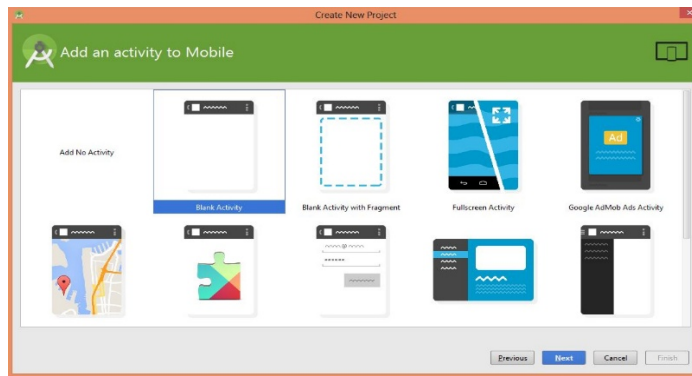 Create New Project
Add an activity to Mobile
Add No Activity
Blank Activity
Blank Activity with Fragment
Fullscreen Activity
Google AdMob Ads Activity
Ad
Previous
Next
Cancel
Finish